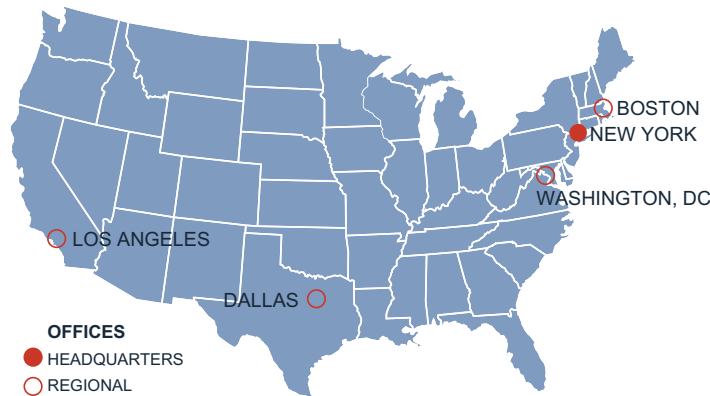 BOSTON
NEW YORK
WASHINGTON, DC
LOS ANGELES
DALLAS
OFFICES
HEADQUARTERS
REGIONAL